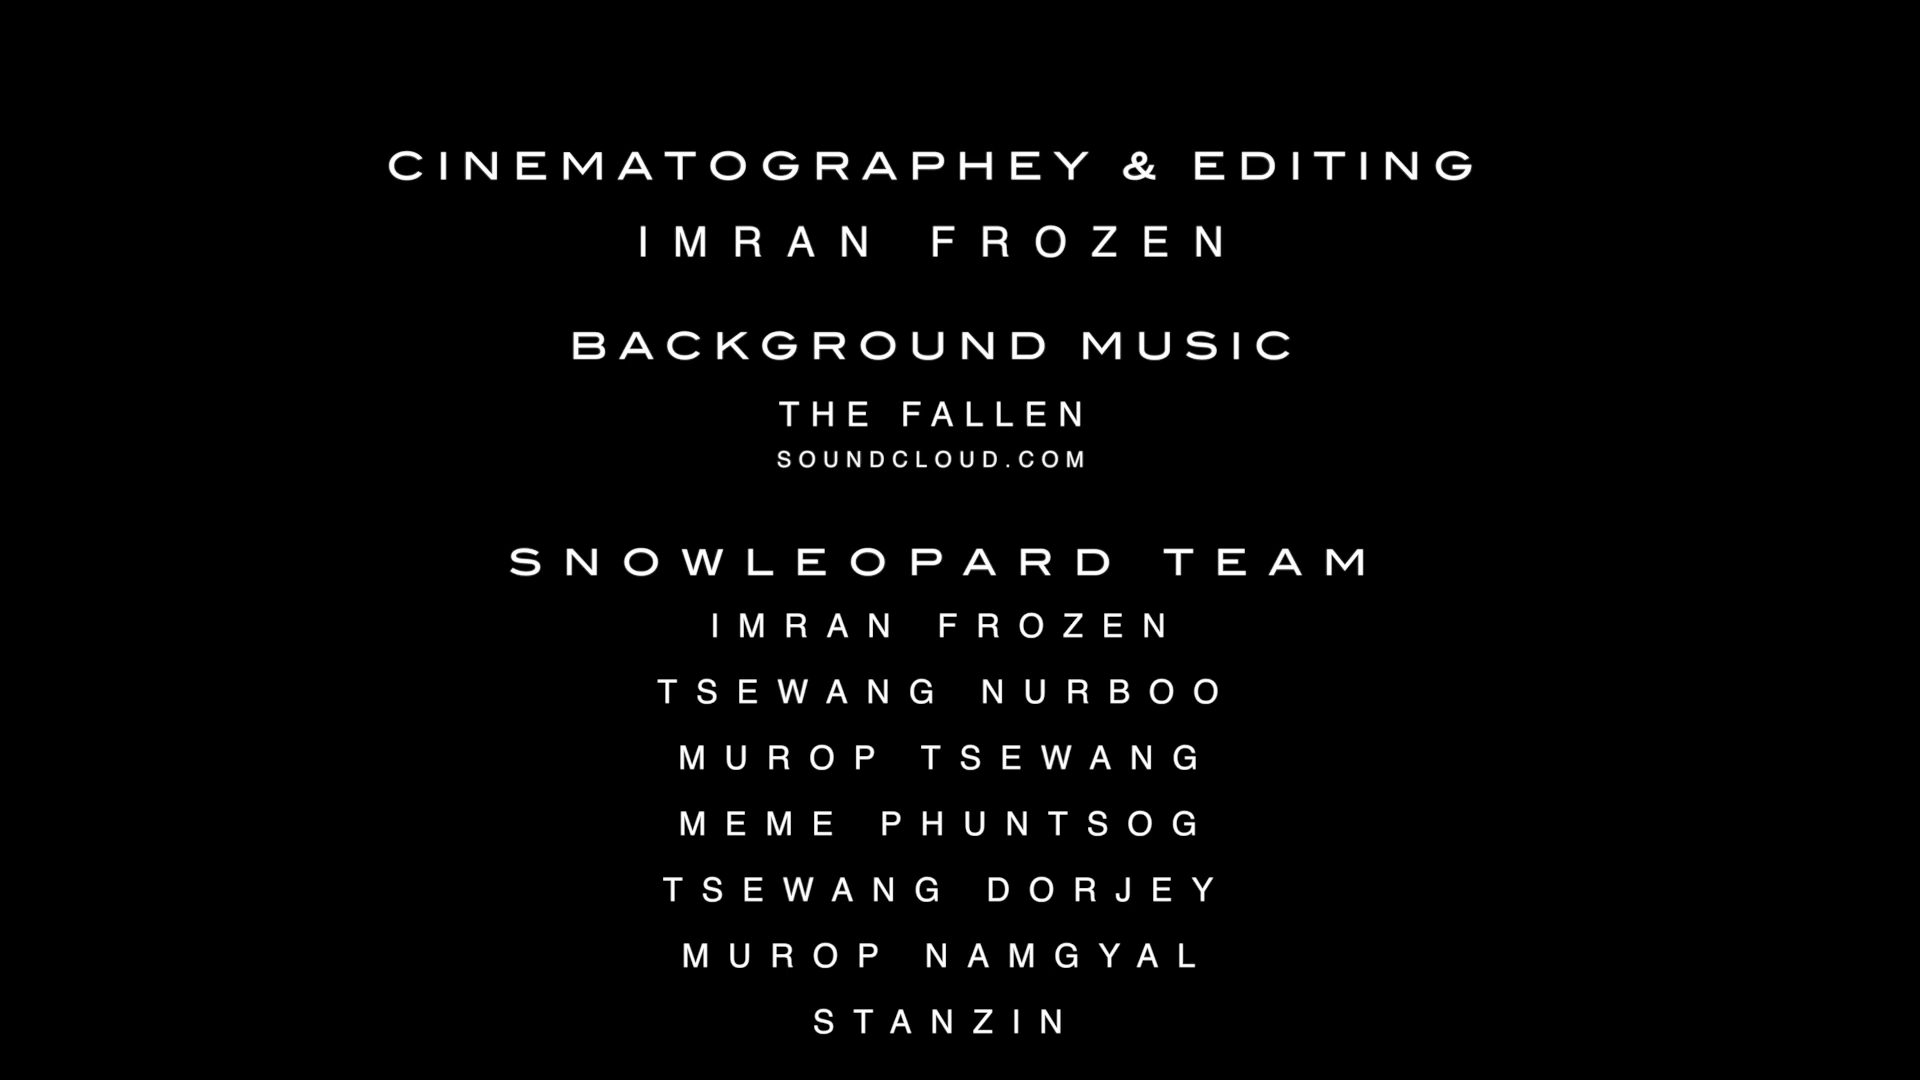 CINEMATOGRAPHEY & EDITING
IMRAN FROZEN
BACKGROUND MUSIC
THE FALLEN
SOUNDCLOUD.COM
SNOWLEOPARD TEAM
IMRAN FROZEN
TSEWANG NURBOO
MUROP TSEWANG
MEME PHUNTSOG
TSEWANG DORJEY
MUROP NAMGYAL
STANZIN